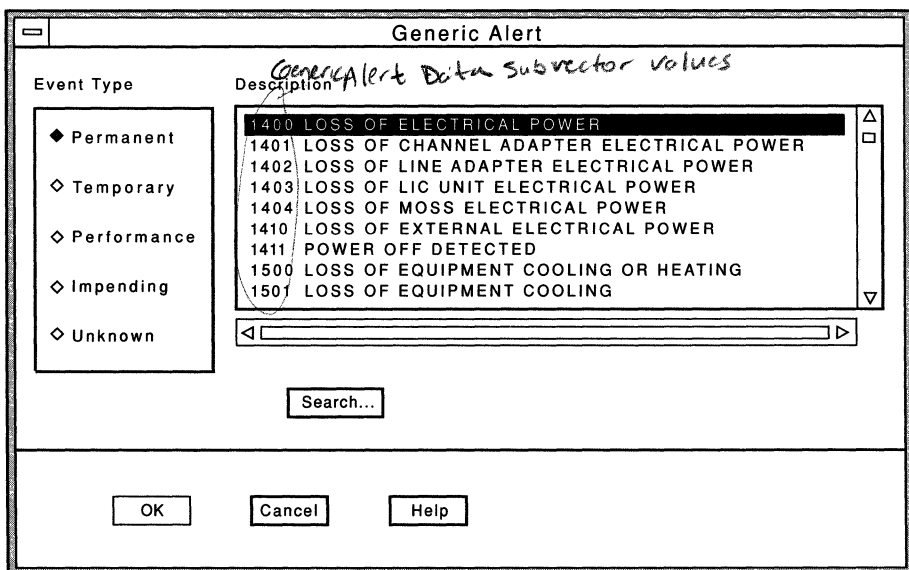 Generic Alert
Generic Alert Data Subvector values
Event Type
Description
Permanent
Temporary
Performance
Impending
Unknown
1400 LOSS OF ELECTRICAL POWER
1401 LOSS OF CHANNEL ADAPTER ELECTRICAL POWER
1402 LOSS OF LINE ADAPTER ELECTRICAL POWER
1403 LOSS OF LIC UNIT ELECTRICAL POWER
1404 LOSS OF MOSS ELECTRICAL POWER
1410 LOSS OF EXTERNAL ELECTRICAL POWER
1411 POWER OFF DETECTED
1500 LOSS OF EQUIPMENT COOLING OR HEATING
1501 LOSS OF EQUIPMENT COOLING
Search...
OK Cancel Help